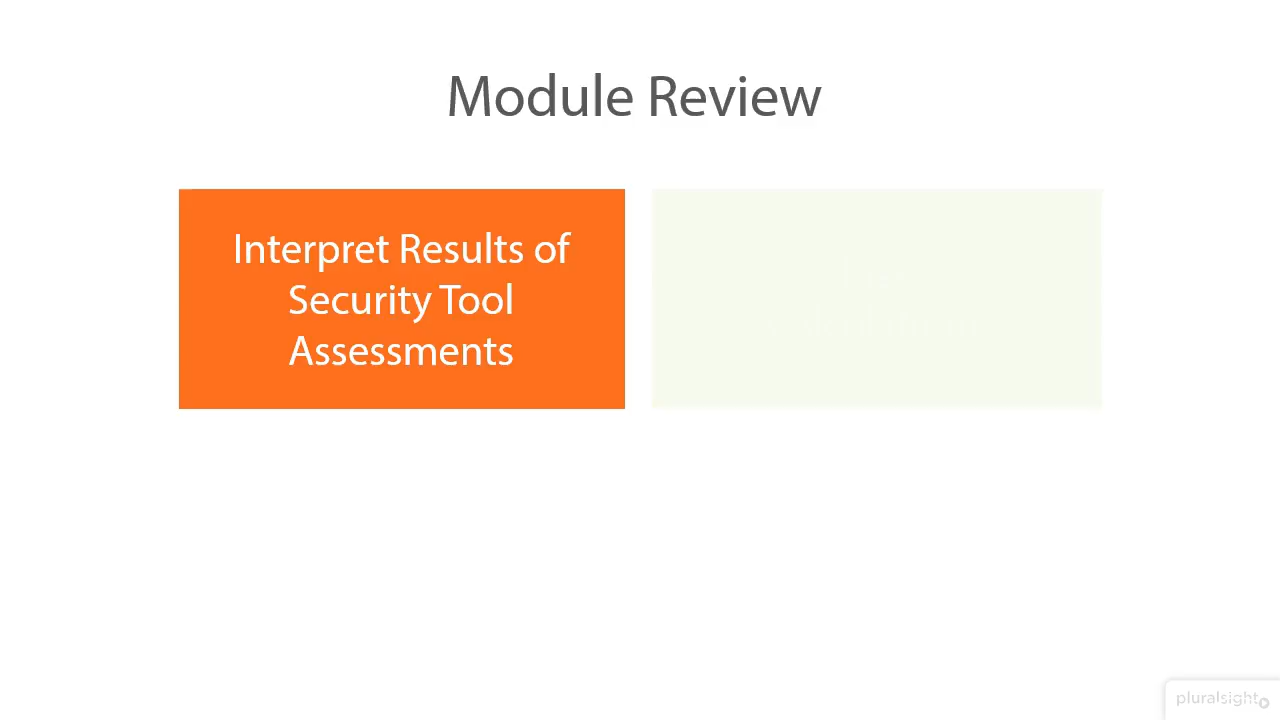 Module Review
Interpret Results of
Security Tool
Assessments
pluralsight